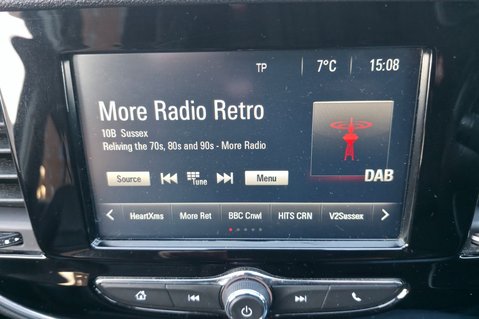 TP 7°C 15:08
More Radio Retro
10B Sussex
Reliving the 70s, 80s and 90s - More Radio
Source Tune Menu
DAB
HeartXms More Ret BBC Cnwl HITS CRN V2Sussex